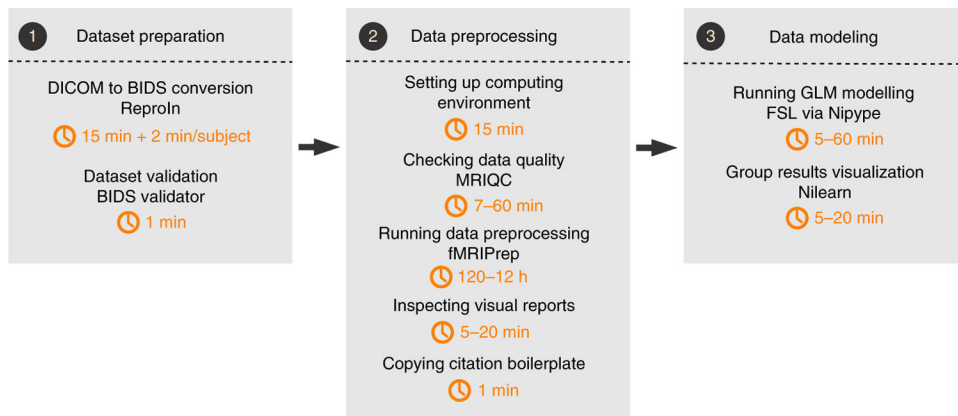 1 Dataset preparation
DICOM to BIDS conversion
ReproIn
15 min + 2 min/subject
Dataset validation
BIDS validator
1 min
2 Data preprocessing
Setting up computing
environment
15 min
Checking data quality
MRIQC
7–60 min
Running data preprocessing
fMRIPrep
120–12 h
Inspecting visual reports
5–20 min
Copying citation boilerplate
1 min
3 Data modeling
Running GLM modelling
FSL via Nipype
5–60 min
Group results visualization
Nilearn
5–20 min